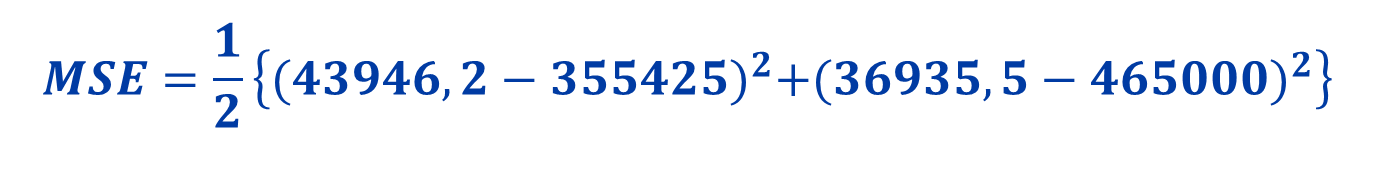 MSE = 1/2 {(43946,2 − 355425)²+(36935,5 − 465000)²}